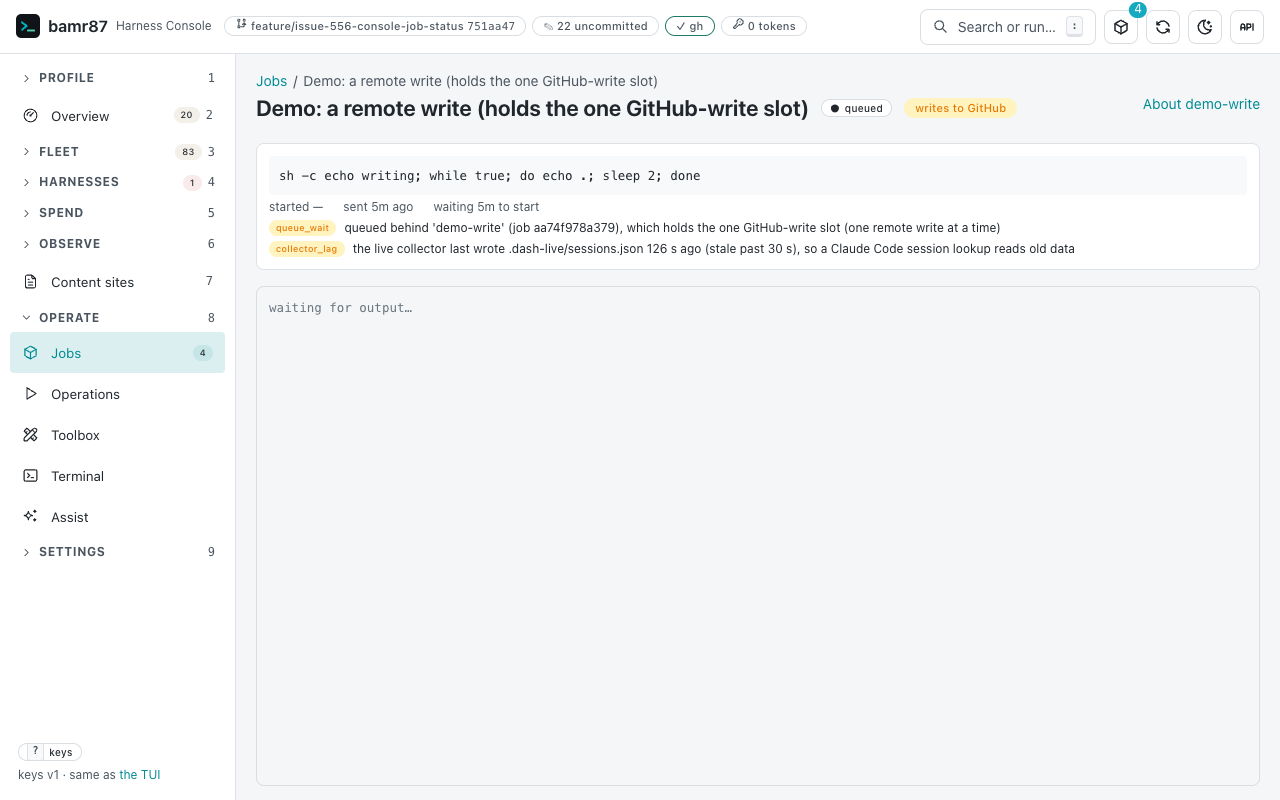 bamr87 Harness Console feature/issue-556-console-job-status 751aa47 22 uncommitted gh 0 tokens Search or run... : 4 API
PROFILE 1
Overview 20 2
FLEET 83 3
HARNESSES 1 4
SPEND 5
OBSERVE 6
Content sites 7
OPERATE 8
Jobs 4
Operations
Toolbox
Terminal
Assist
SETTINGS 9
? keys
keys v1 · same as the TUI
Jobs / Demo: a remote write (holds the one GitHub-write slot)
Demo: a remote write (holds the one GitHub-write slot) queued writes to GitHub About demo-write
sh -c echo writing; while true; do echo .; sleep 2; done
started — sent 5m ago waiting 5m to start
queue_wait queued behind 'demo-write' (job aa74f978a379), which holds the one GitHub-write slot (one remote write at a time)
collector_lag the live collector last wrote .dash-live/sessions.json 126 s ago (stale past 30 s), so a Claude Code session lookup reads old data
waiting for output…